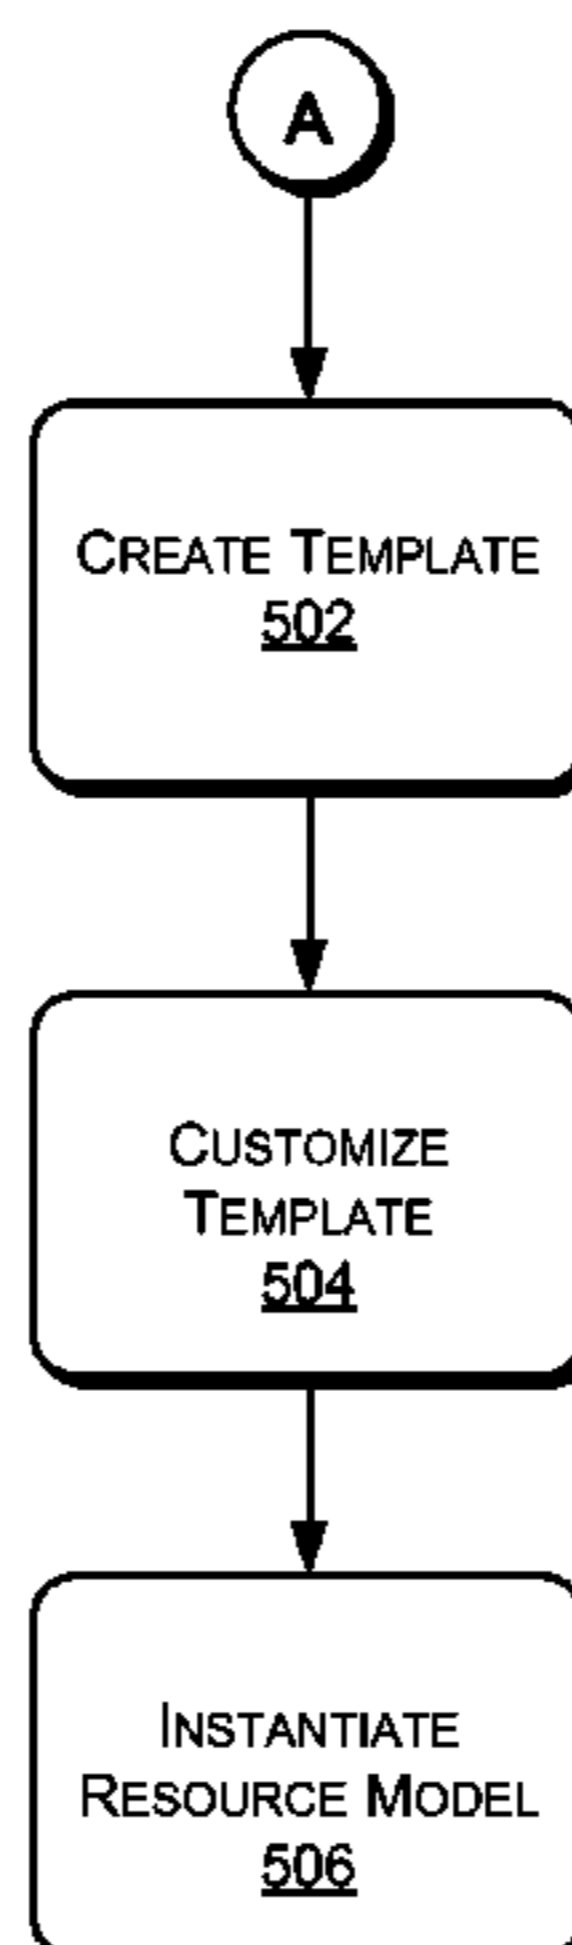 A
CREATE TEMPLATE
502
CUSTOMIZE
TEMPLATE
504
INSTANTIATE
RESOURCE MODEL
506